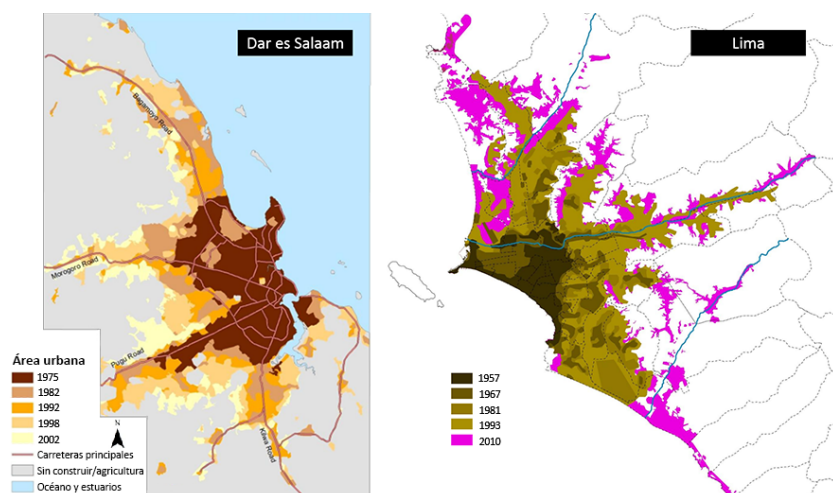 Dar es Salaam
Bagamoyo Road
Morogoro Road
Pugu Road
Kilwa Road
Área urbana
1975
1982
1992
1998
2002
N
Carreteras principales
Sin construir/agricultura
Océano y estuarios
Lima
1957
1967
1981
1993
2010